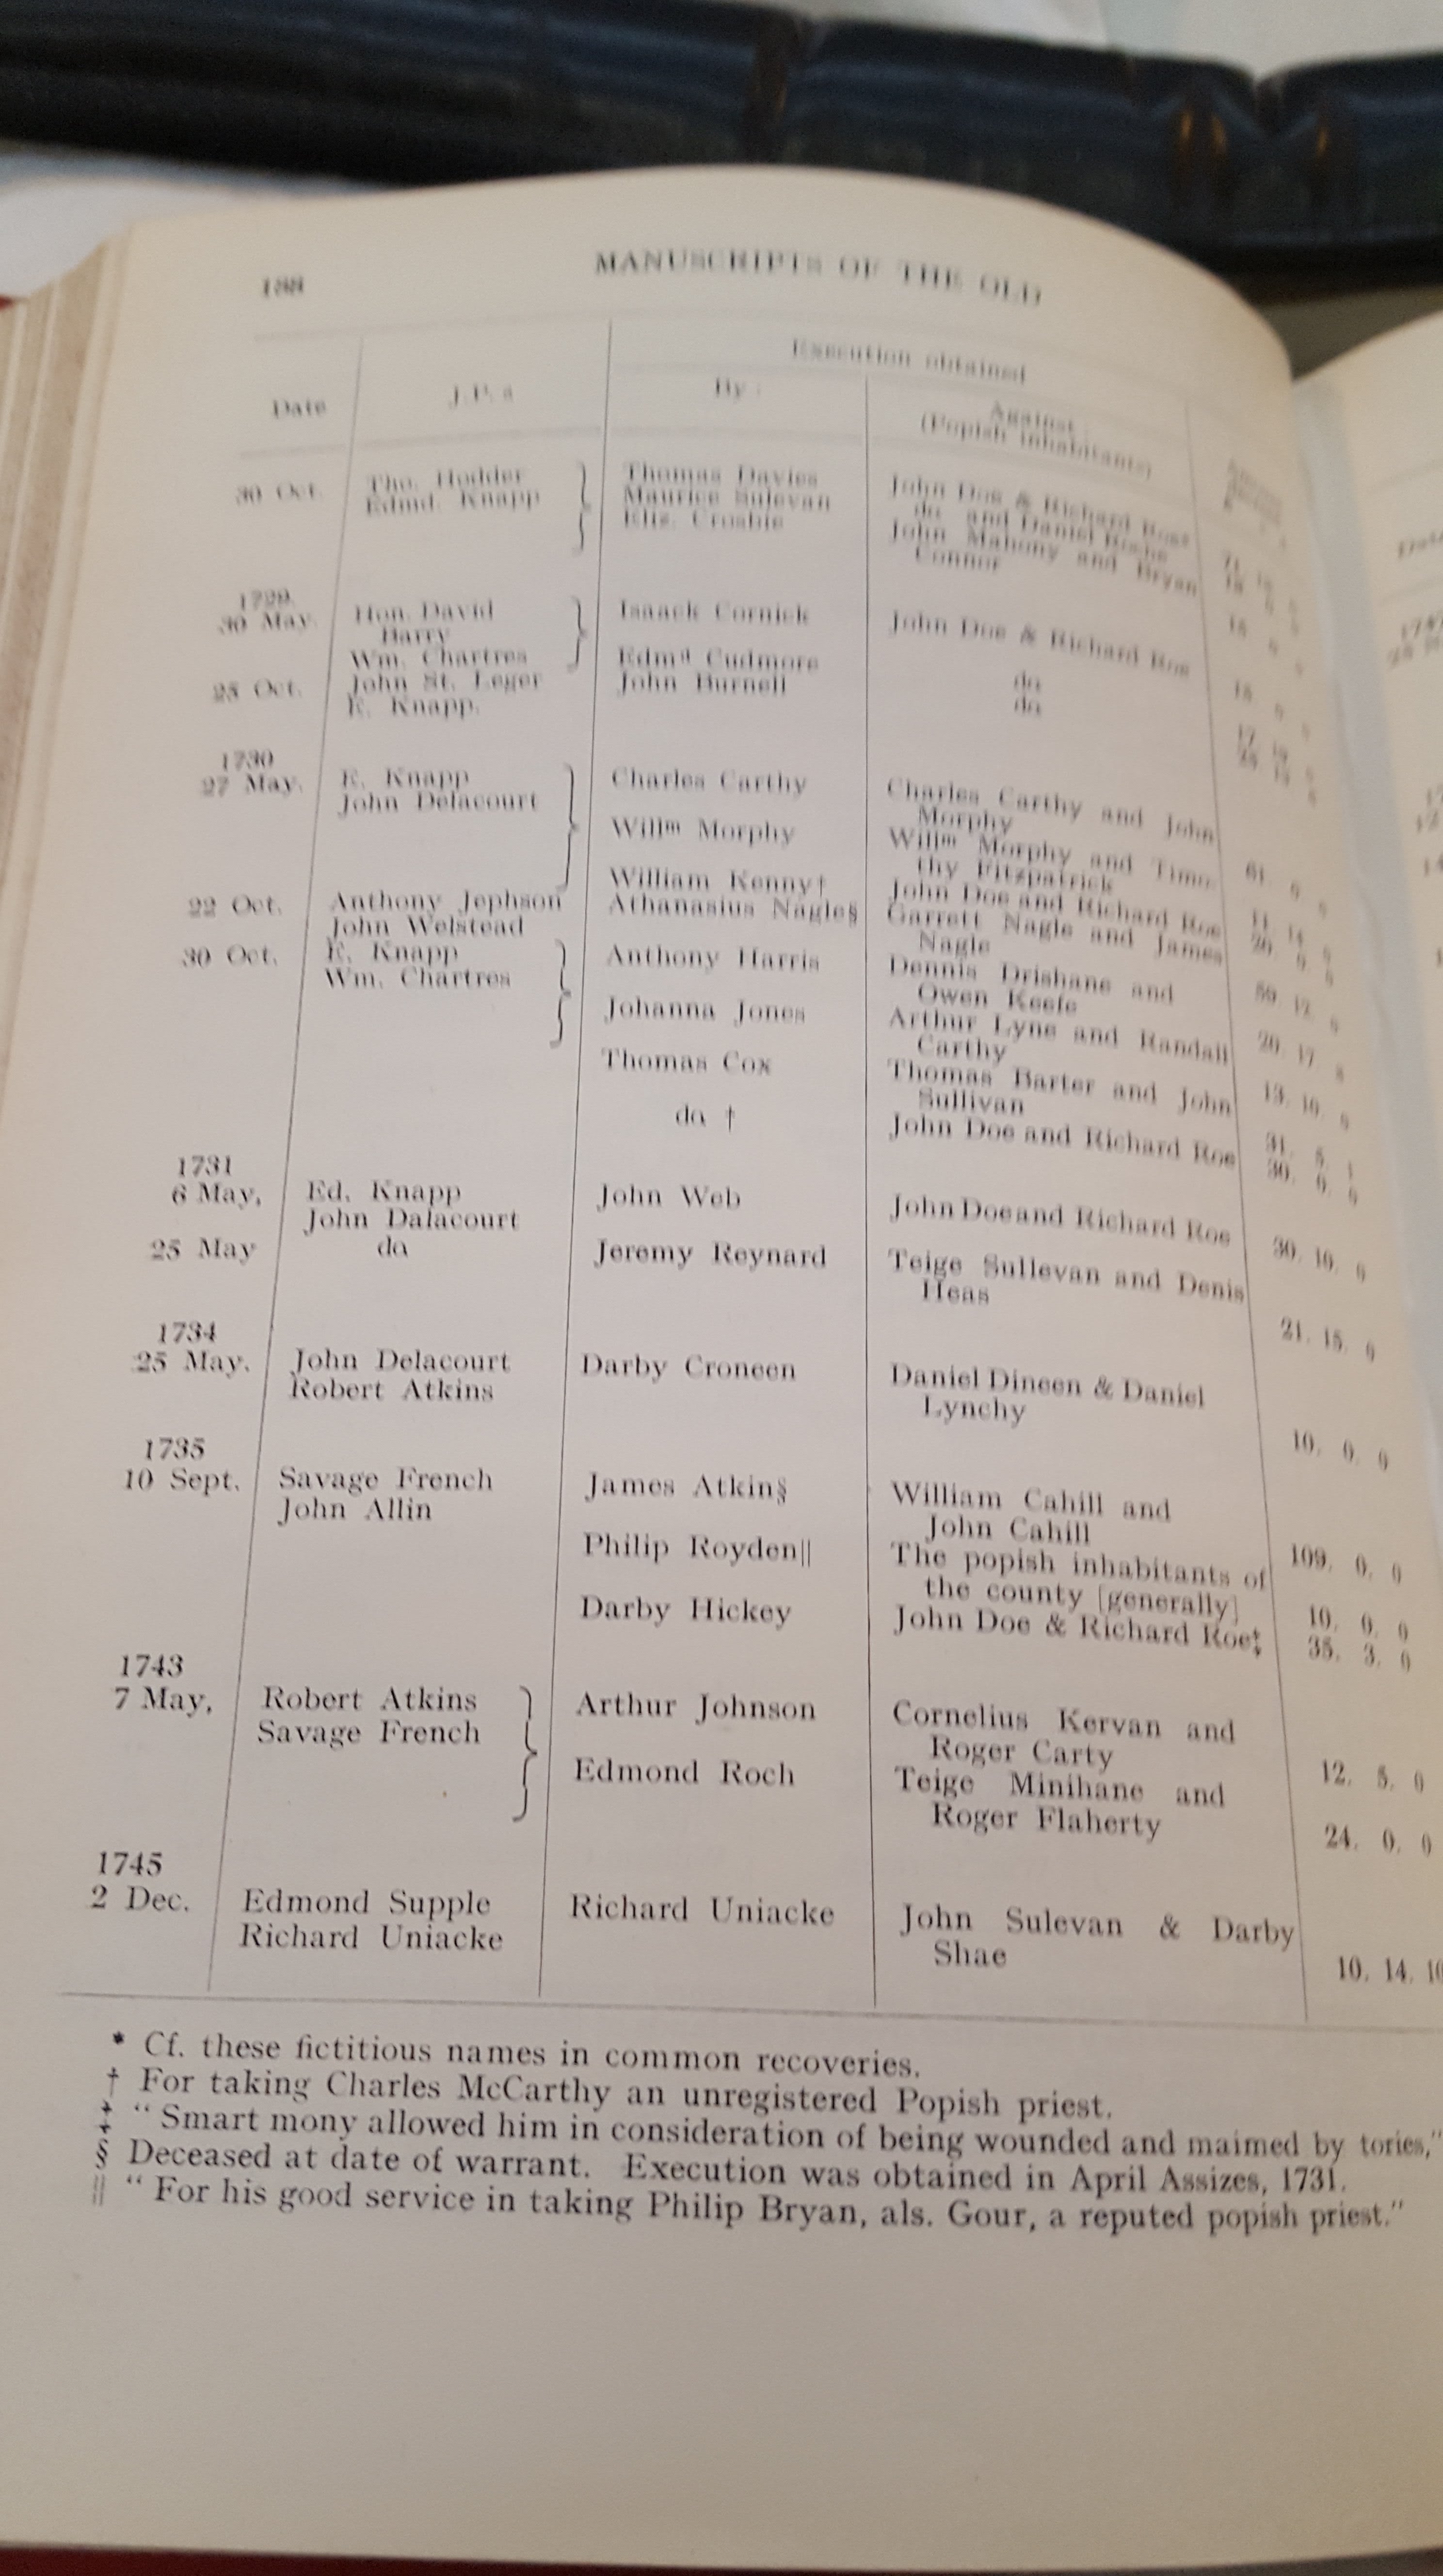 188 MANUSCRIPTS OF THE OLD
Execution obtained
Date J.P.s By: Against
(Popish inhabitants)
30 Oct. Tho. Hodder Thomas Davies John Doe & Richard Roe*
Edmd. Knapp Maurice Sulevan do and Daniel
Eliz. Crosbie John Mahony and Bryan
Connor
1729.
30 May. Hon. David Isaack Cornick John Doe & Richard Roe
Barry
Wm. Chartres Edmd Cudmore do
25 Oct. John St. Leger John Burnell do
E. Knapp.
1730
27 May. E. Knapp Charles Carthy Charles Carthy and John
John Delacourt Morphy
Willm Morphy Willm Morphy and Timo-
thy Fitzpatrick
William Kenny† John Doe and Richard Roe
22 Oct. Anthony Jephson Athanasius Nagle§ Garrett Nagle and James
John Welstead Nagle
30 Oct. E. Knapp Anthony Harris Dennis Drishane and
Wm. Chartres Owen Keefe
Johanna Jones Arthur Lyne and Randall
Carthy
Thomas Cox Thomas Barter and John
Sullivan
do † John Doe and Richard Roe
1731
6 May, Ed. Knapp John Web John Doe and Richard Roe 30. 10. 0
John Dalacourt
25 May do Jeremy Reynard Teige Sullevan and Denis
Heas 21. 15. 0
1734
25 May. John Delacourt Darby Croneen Daniel Dineen & Daniel
Robert Atkins Lynchy 10. 0. 0
1735
10 Sept. Savage French James Atkin§ William Cahill and
John Allin John Cahill 109. 0. 0
Philip Royden‖ The popish inhabitants of
the county [generally] 10. 0. 0
Darby Hickey John Doe & Richard Roe‡ 35. 3. 0
1743
7 May, Robert Atkins Arthur Johnson Cornelius Kervan and
Savage French Roger Carty 12. 5. 0
Edmond Roch Teige Minihane and
Roger Flaherty 24. 0. 0
1745
2 Dec. Edmond Supple Richard Uniacke John Sulevan & Darby
Richard Uniacke Shae 10. 14. 10
* Cf. these fictitious names in common recoveries.
† For taking Charles McCarthy an unregistered Popish priest.
‡ "Smart mony allowed him in consideration of being wounded and maimed by tories,"
§ Deceased at date of warrant. Execution was obtained in April Assizes, 1731.
‖ "For his good service in taking Philip Bryan, als. Gour, a reputed popish priest."